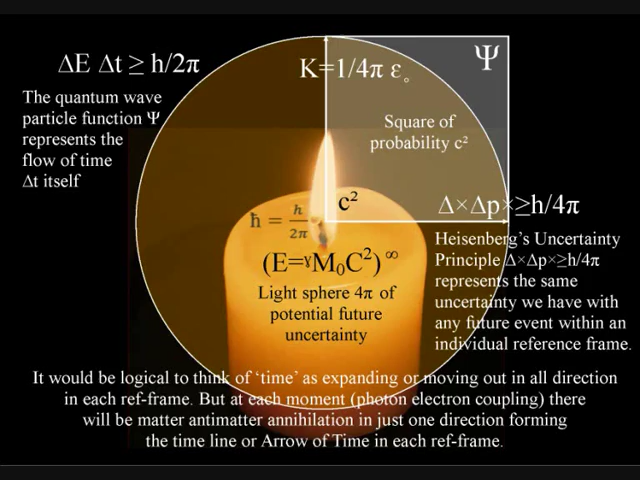 ΔE Δt ≥ h/2π
The quantum wave
particle function Ψ
represents the
flow of time
Δt itself
K=1/4π ε₀
Ψ
Square of
probability c²
c²
Δ×Δp×≥h/4π
ħ = h/2π
(E=ɤM₀C²)∞
Light sphere 4π of
potential future
uncertainty
Heisenberg’s Uncertainty
Principle Δ×Δp×≥h/4π
represents the same
uncertainty we have with
any future event within an
individual reference frame.
It would be logical to think of ‘time’ as expanding or moving out in all direction
in each ref-frame. But at each moment (photon electron coupling) there
will be matter antimatter annihilation in just one direction forming
the time line or Arrow of Time in each ref-frame.